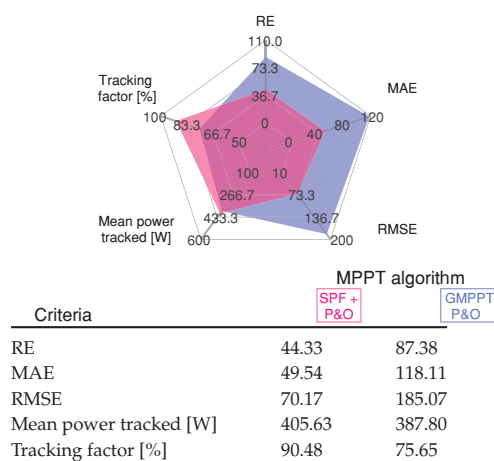 RE
110.0
73.3
36.7
0
MAE
120
80
40
0
RMSE
200
136.7
73.3
10
Mean power
tracked [W]
600
433.3
266.7
100
Tracking
factor [%]
100
83.3
66.7
50
MPPT algorithm
Criteria SPF + P&O GMPPT P&O
RE 44.33 87.38
MAE 49.54 118.11
RMSE 70.17 185.07
Mean power tracked [W] 405.63 387.80
Tracking factor [%] 90.48 75.65